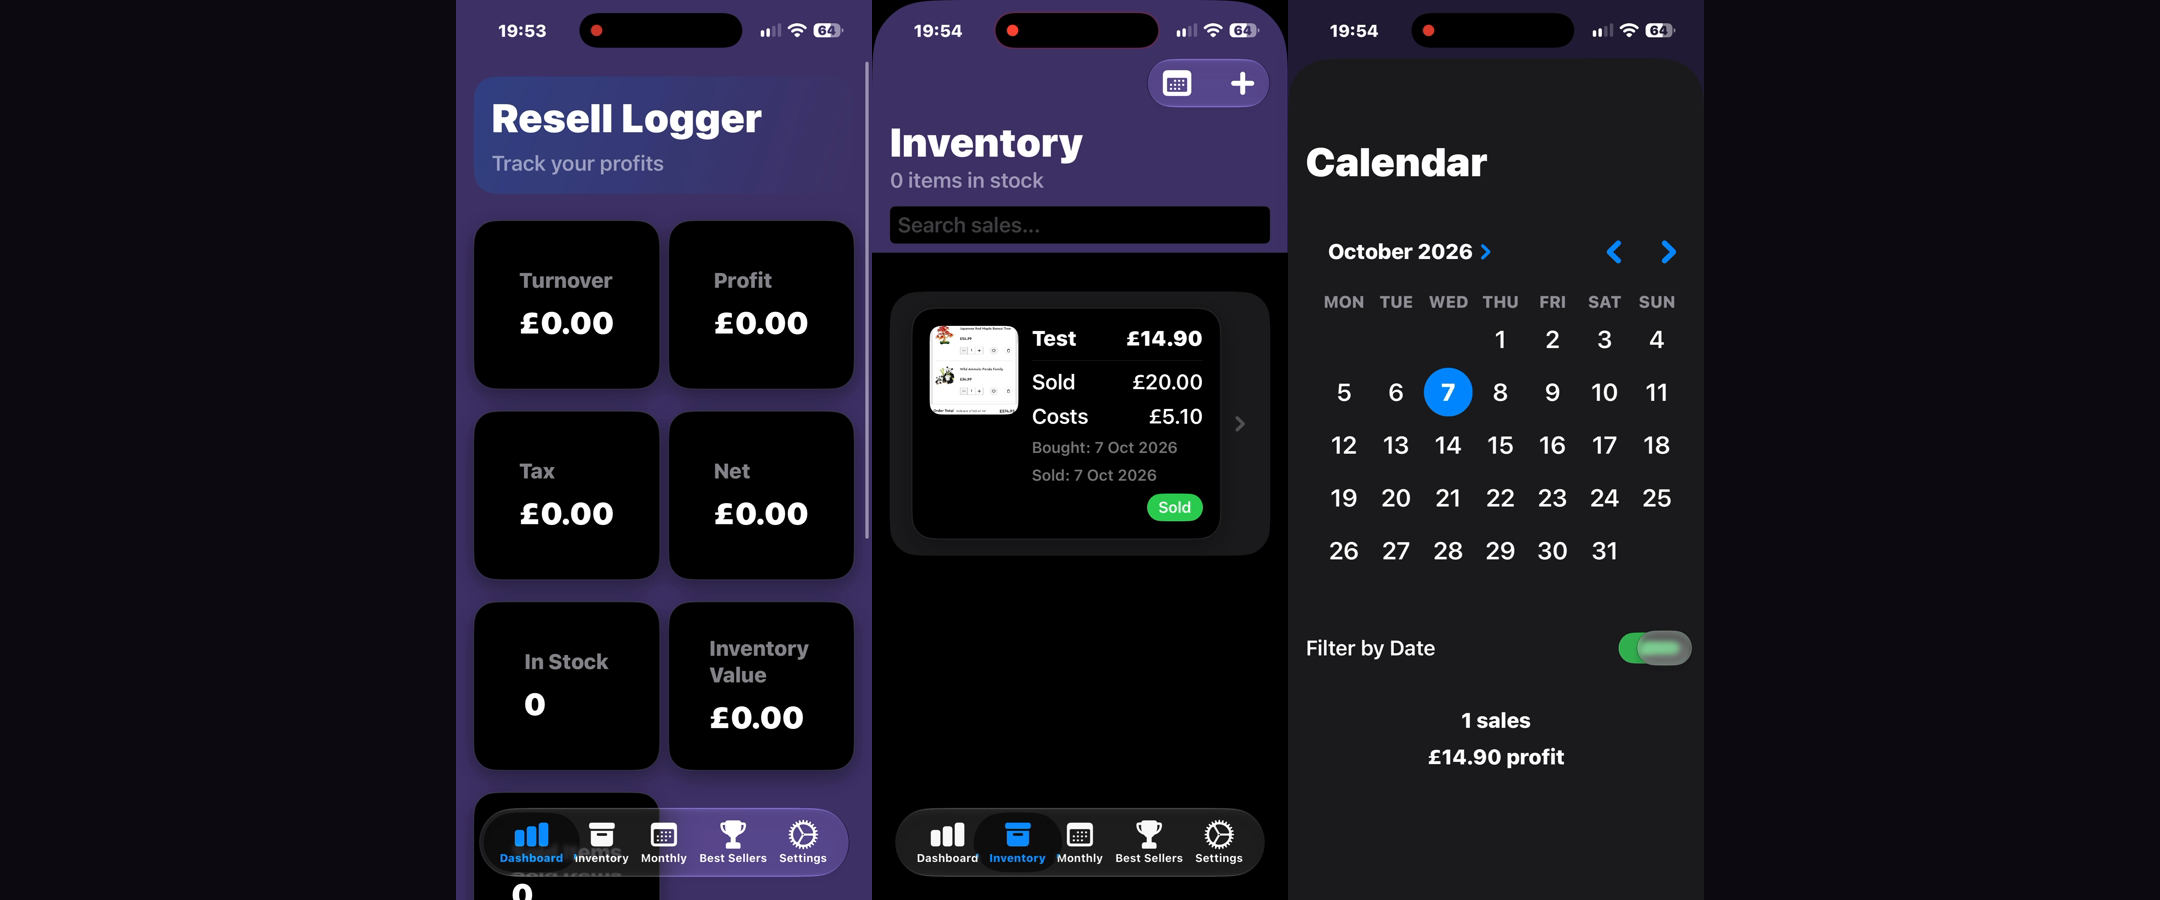 19:53
64
Resell Logger
Track your profits
Turnover
£0.00
Profit
£0.00
Tax
£0.00
Net
£0.00
In Stock
0
Inventory
Value
£0.00
0
Dashboard
Inventory
Monthly
Best Sellers
Settings
19:54
64
Inventory
0 items in stock
Search sales...
Test £14.90
Sold £20.00
Costs £5.10
Bought: 7 Oct 2026
Sold: 7 Oct 2026
Sold
Dashboard
Inventory
Monthly
Best Sellers
Settings
19:54
64
Calendar
October 2026
MON TUE WED THU FRI SAT SUN
1 2 3 4
5 6 7 8 9 10 11
12 13 14 15 16 17 18
19 20 21 22 23 24 25
26 27 28 29 30 31
Filter by Date
1 sales
£14.90 profit